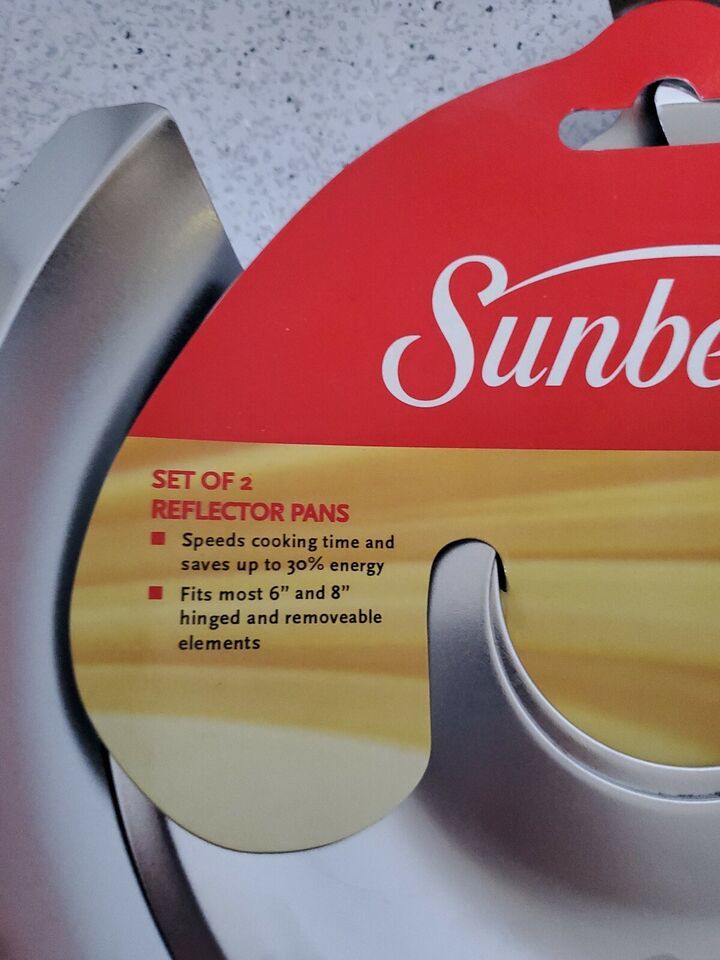 Sunbe
SET OF 2
REFLECTOR PANS
Speeds cooking time and
saves up to 30% energy
Fits most 6” and 8”
hinged and removeable
elements